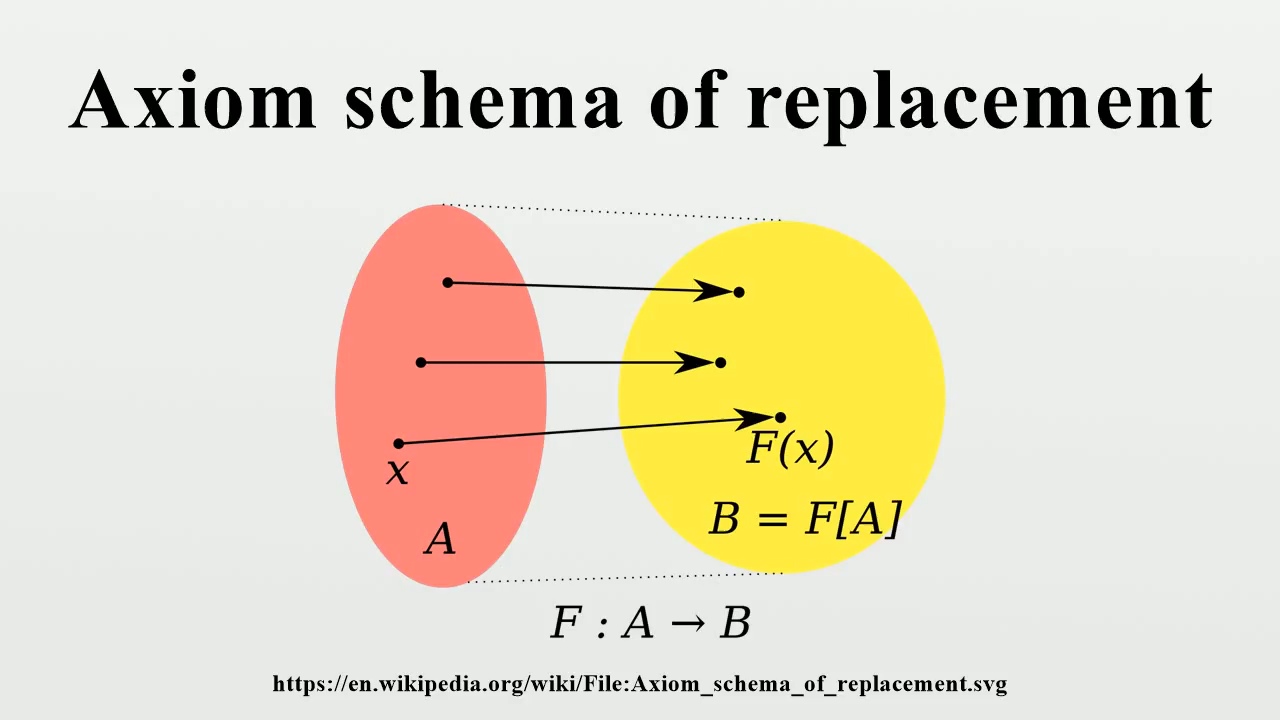 Axiom schema of replacement
F(x)
x
B = F[A]
A
F : A → B
https://en.wikipedia.org/wiki/File:Axiom_schema_of_replacement.svg